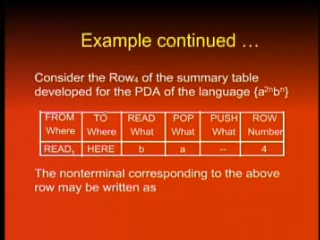 Example continued …
Consider the Row₄ of the summary table
developed for the PDA of the language {a²ⁿbⁿ}
FROM Where TO Where READ What POP What PUSH What ROW Number
READ₁ HERE b a -- 4
The nonterminal corresponding to the above
row may be written as